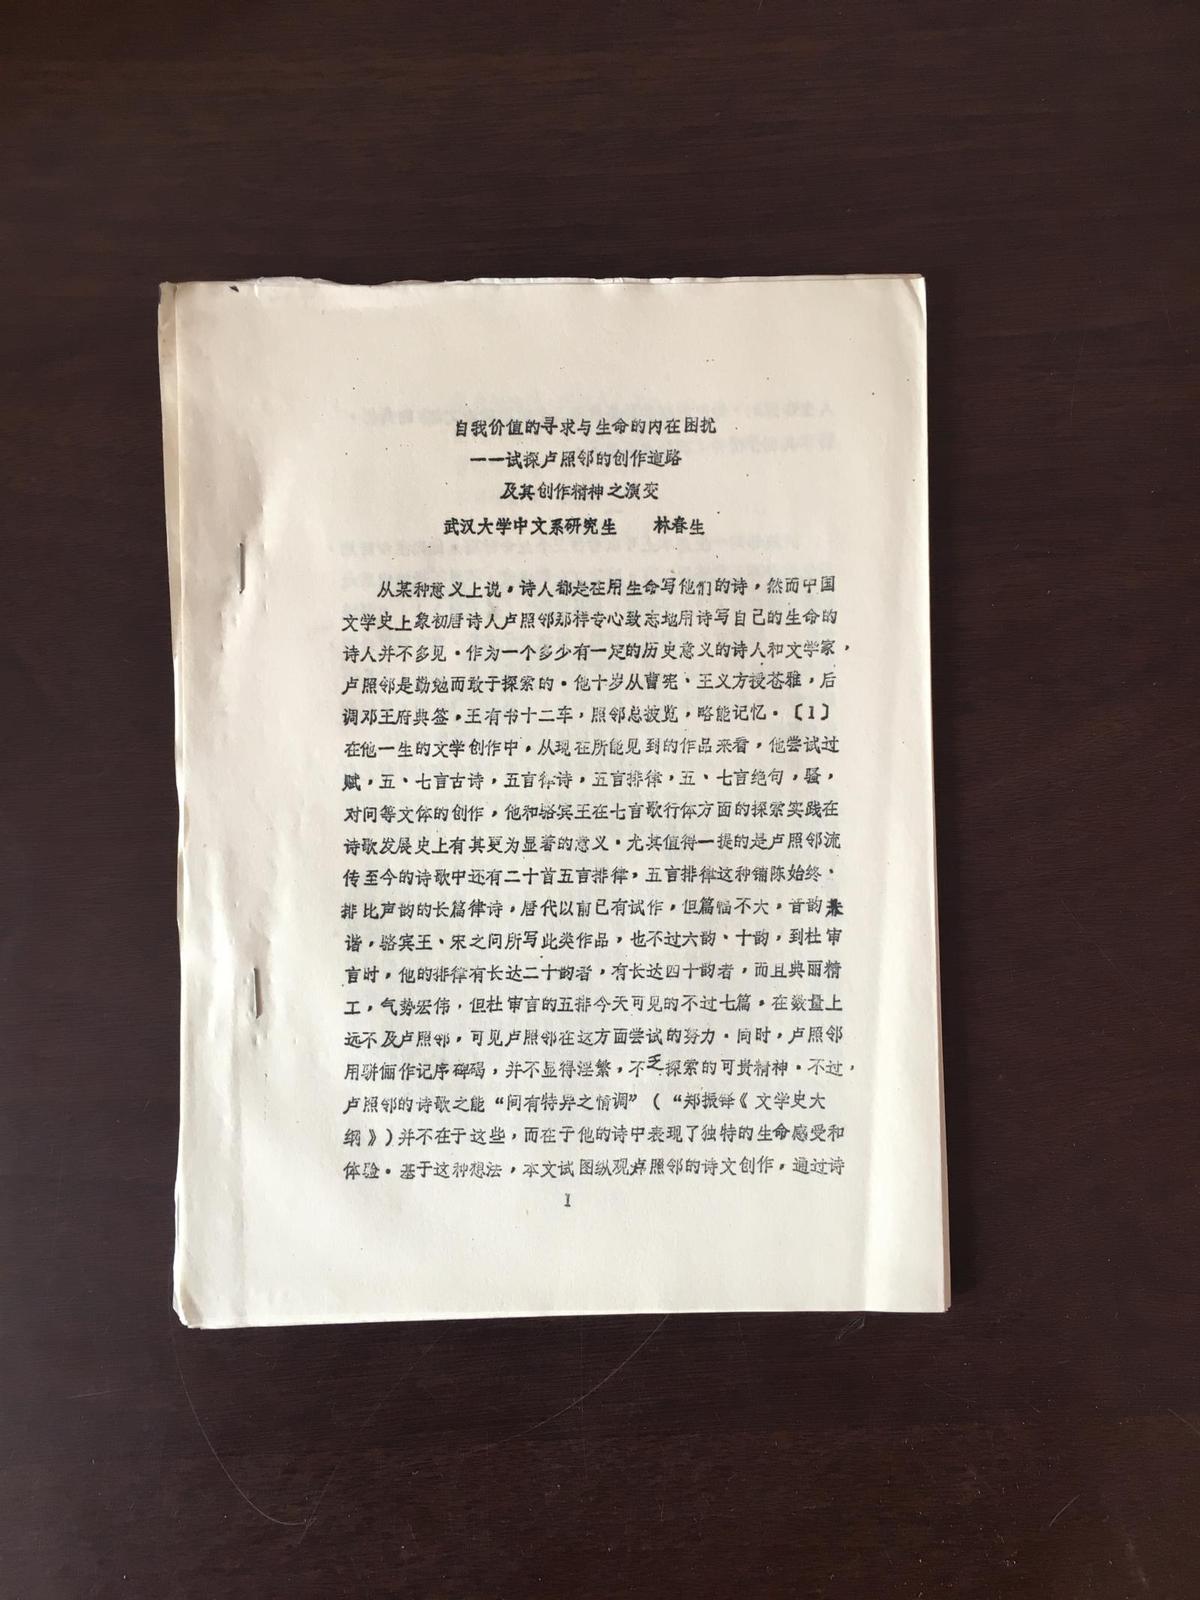 自我价值的寻求与生命的内在困扰
——试探卢照邻的创作道路
及其创作精神之演变
武汉大学中文系研究生 林春生
从某种意义上说，诗人都是在用生命写他们的诗，然而中国
文学史上象初唐诗人卢照邻那样专心致志地用诗写自己的生命的
诗人并不多见。作为一个多少有一定的历史意义的诗人和文学家，
卢照邻是勤勉而敢于探索的。他十岁从曹宪、王义方授苍雅，后
调邓王府典签。王有书十二车，照邻总披览，略能记忆。〔1〕
在他一生的文学创作中，从现在所能见到的作品来看，他尝试过
赋，五、七言古诗，五言律诗，五言排律，五、七言绝句，骚，
对问等文体的创作，他和骆宾王在七言歌行体方面的探索实践在
诗歌发展史上有其更为显著的意义。尤其值得一提的是卢照邻流
传至今的诗歌中还有二十首五言排律，五言排律这种铺陈始终、
排比声韵的长篇律诗，唐代以前已有试作，但篇幅不大，音韵未
谐，骆宾王、宋之问所写此类作品，也不过六韵、十韵，到杜审
言时，他的排律有长达二十韵者，有长达四十韵者，而且典丽精
工，气势宏伟，但杜审言的五排今天可见的不过七篇。在数量上
远不及卢照邻，可见卢照邻在这方面尝试的努力。同时，卢照邻
用骈俪作记序碑碣，并不显得淫繁，不乏探索的可贵精神。不过，
卢照邻的诗歌之能“间有特异之情调”（“郑振铎《文学史大
纲》）并不在于这些，而在于他的诗中表现了独特的生命感受和
体验。基于这种想法，本文试图纵观卢照邻的诗文创作，通过诗
1